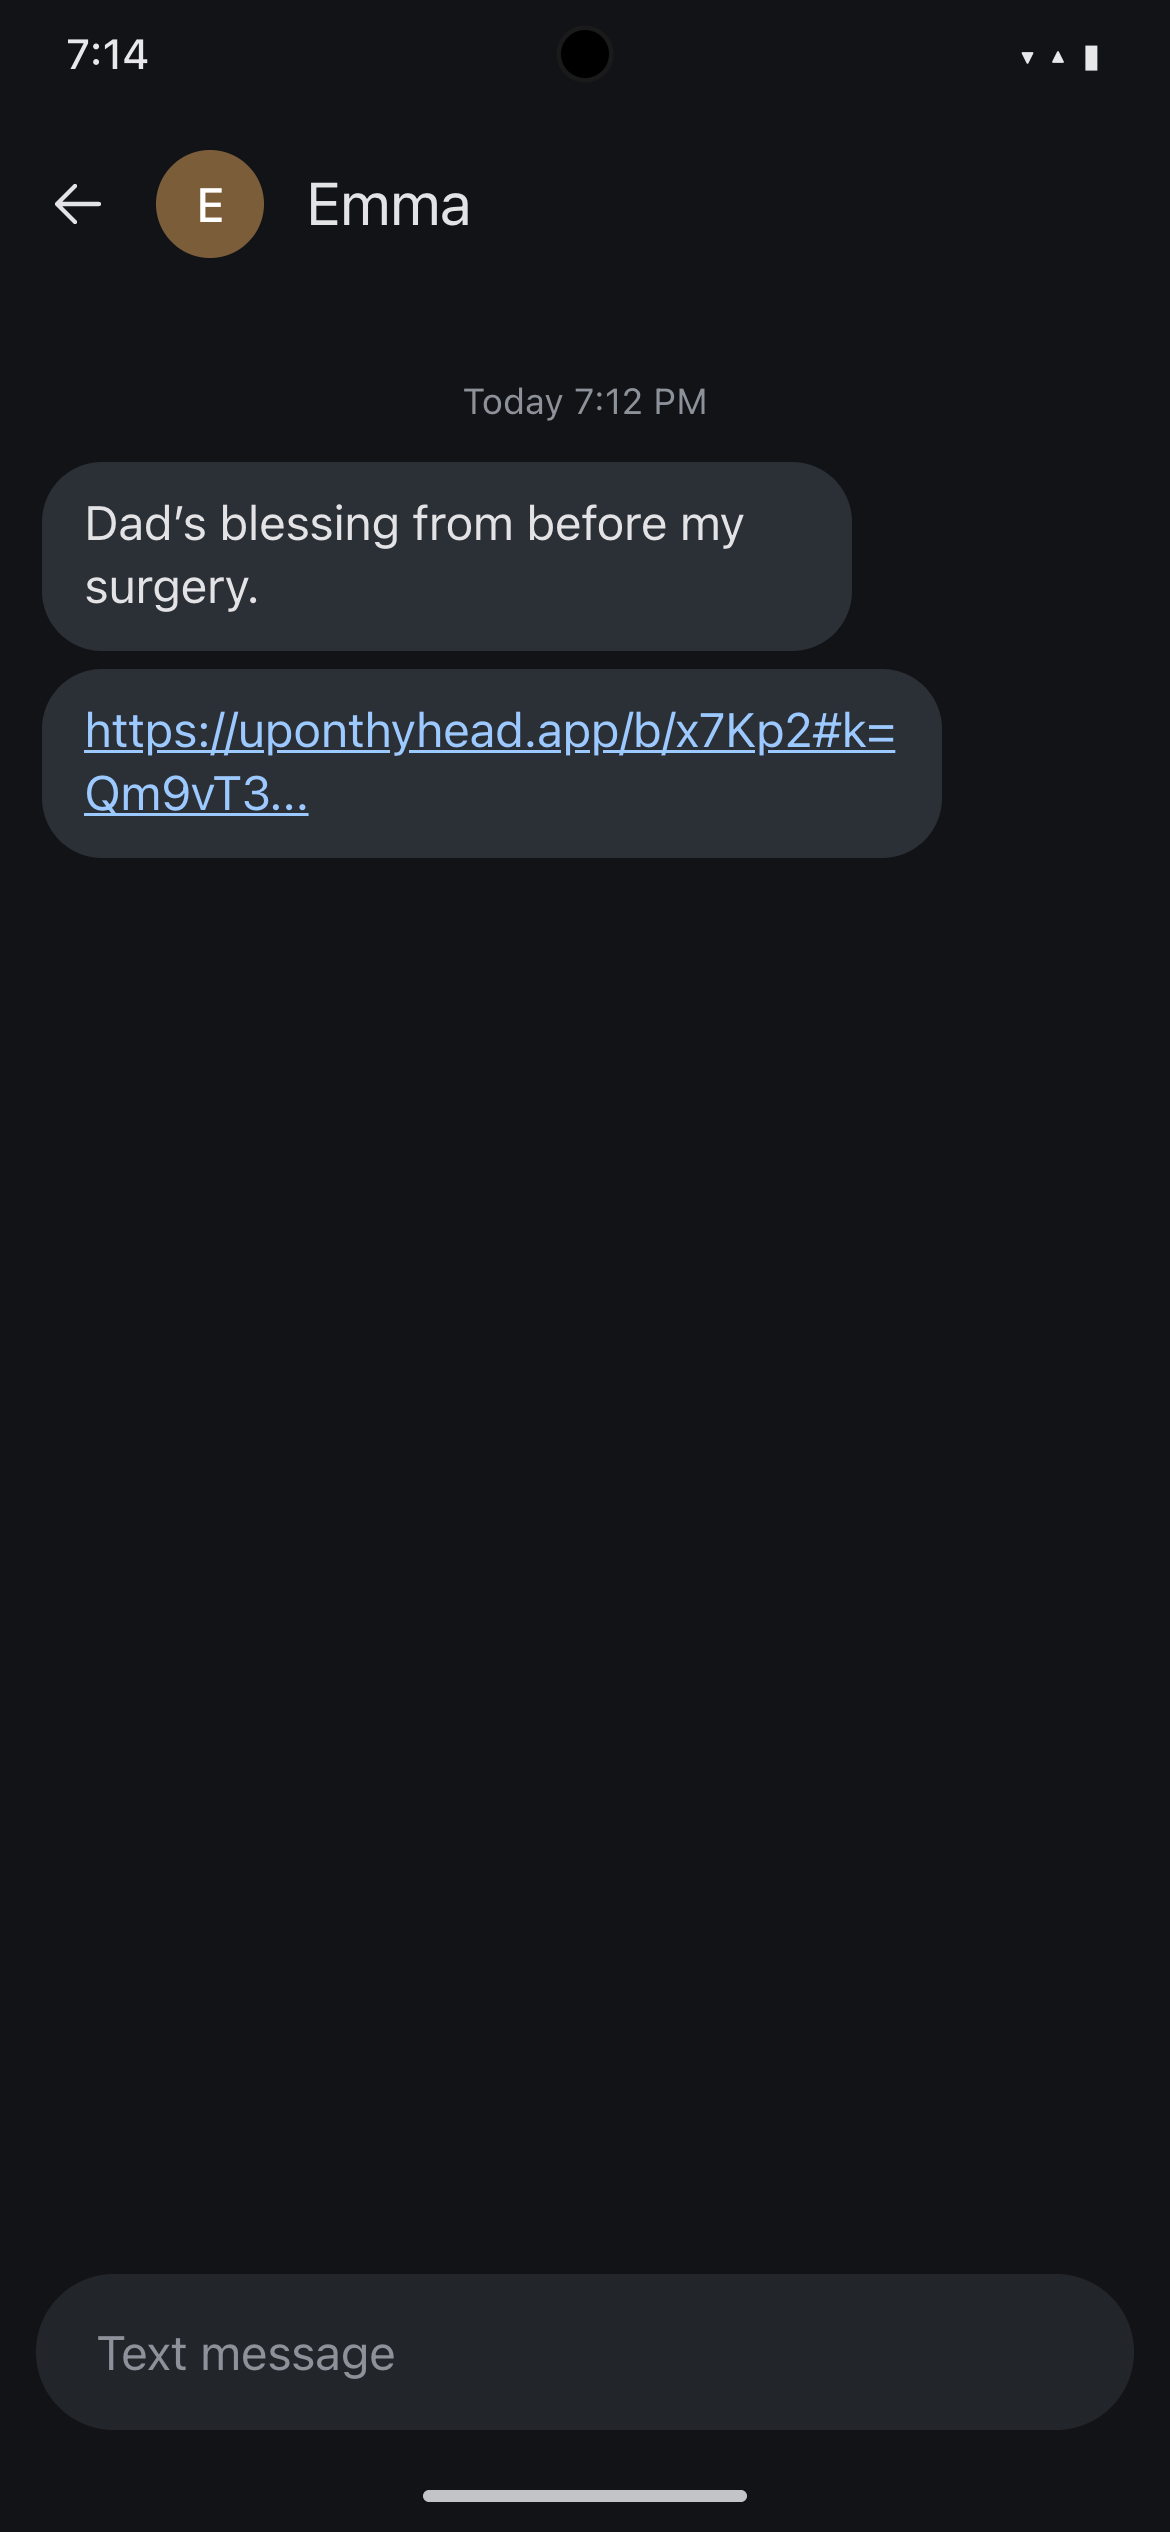 7:14
E
Emma
Today 7:12 PM
Dad’s blessing from before my
surgery.
https://uponthyhead.app/b/x7Kp2#k=
Qm9vT3...
Text message